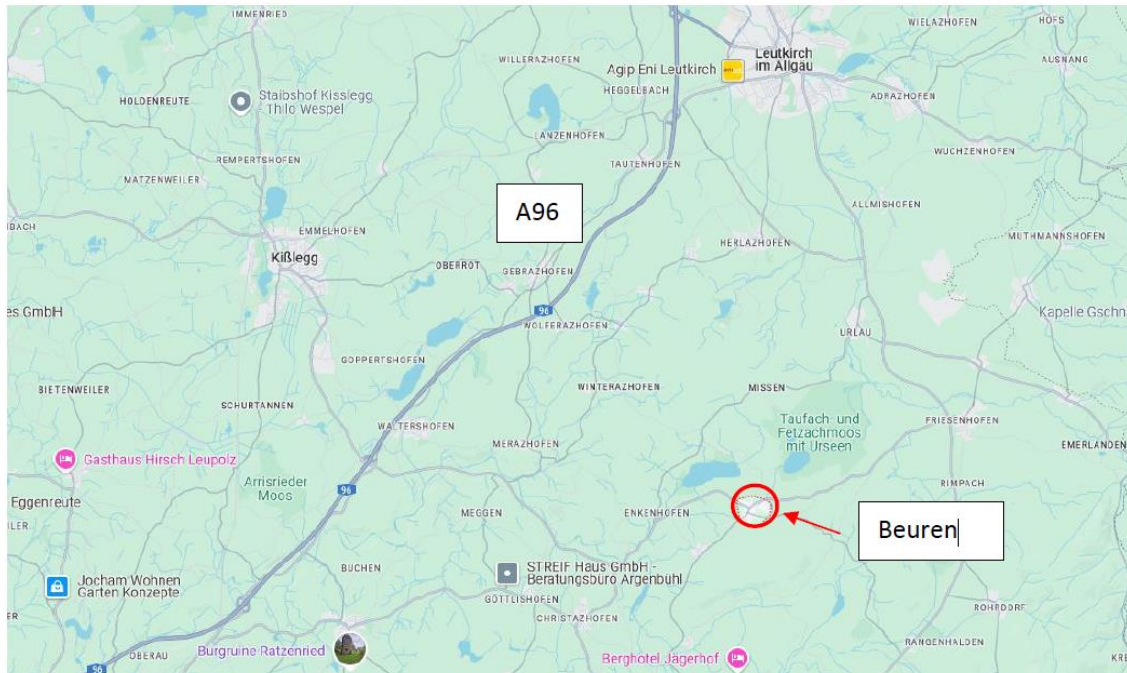 IMMENRIED
WIELAZHOFEN
HOFS
WILLERAZHOFEN
Leutkirch
im Allgäu
AUSNANG
Agip Eni Leutkirch
HEGGELBACH
ADRAZHOFEN
HOLDENREUTE
Staibshof Kisslegg
- Thilo Wespel
LANZENHOFEN
WUCHZENHOFEN
REMPERTSHOFEN
TAUTENHOFEN
MATZENWEILER
A96
ALLMISHOFEN
BACH
EMMELHOFEN
HERLAZHOFEN
MUTHMANNSHOFEN
Kißlegg
OBERROT
GEBRAZHOFEN
es GmbH
96
Kapelle Gschn
WOLFERAZHOFEN
URLAU
GOPPERTSHOFEN
BIETENWEILER
WINTERAZHOFEN
MISSEN
SCHURTANNEN
Taufach- und
Fetzachmoos
mit Urseen
FRIESENHOFEN
WALTERSHOFEN
MERAZHOFEN
EMERLANDEN
Gasthaus Hirsch Leupolz
Arrisrieder
Moos
96
RIMPACH
Eggenreute
MEGGEN
ENKENHOFEN
ILER
Beuren
BUCHEN
STREIF Haus GmbH -
Beratungsbüro Argenbühl
Jocham Wohnen
Garten Konzepte
GÖTTLISHOFEN
ROHRDORF
CHRISTAZHOFEN
ER
OBERAU
Burgruine Ratzenried
RANGENHALDEN
Berghotel Jägerhof
KRE
96